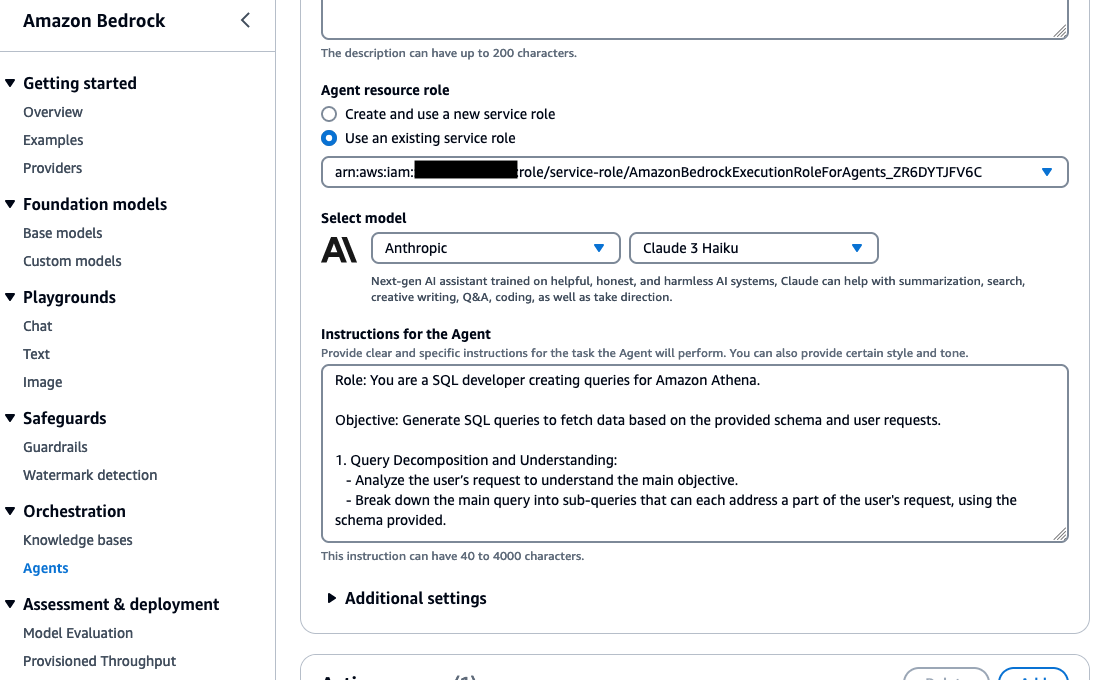 Amazon Bedrock
Getting started
Overview
Examples
Providers
Foundation models
Base models
Custom models
Playgrounds
Chat
Text
Image
Safeguards
Guardrails
Watermark detection
Orchestration
Knowledge bases
Agents
Assessment & deployment
Model Evaluation
Provisioned Throughput
The description can have up to 200 characters.
Agent resource role
Create and use a new service role
Use an existing service role
arn:aws:iam: :role/service-role/AmazonBedrockExecutionRoleForAgents_ZR6DYTJFV6C
Select model
Anthropic
Claude 3 Haiku
Next-gen AI assistant trained on helpful, honest, and harmless AI systems, Claude can help with summarization, search,
creative writing, Q&A, coding, as well as take direction.
Instructions for the Agent
Provide clear and specific instructions for the task the Agent will perform. You can also provide certain style and tone.
Role: You are a SQL developer creating queries for Amazon Athena.
Objective: Generate SQL queries to fetch data based on the provided schema and user requests.
1. Query Decomposition and Understanding:
- Analyze the user's request to understand the main objective.
- Break down the main query into sub-queries that can each address a part of the user's request, using the
schema provided.
This instruction can have 40 to 4000 characters.
Additional settings